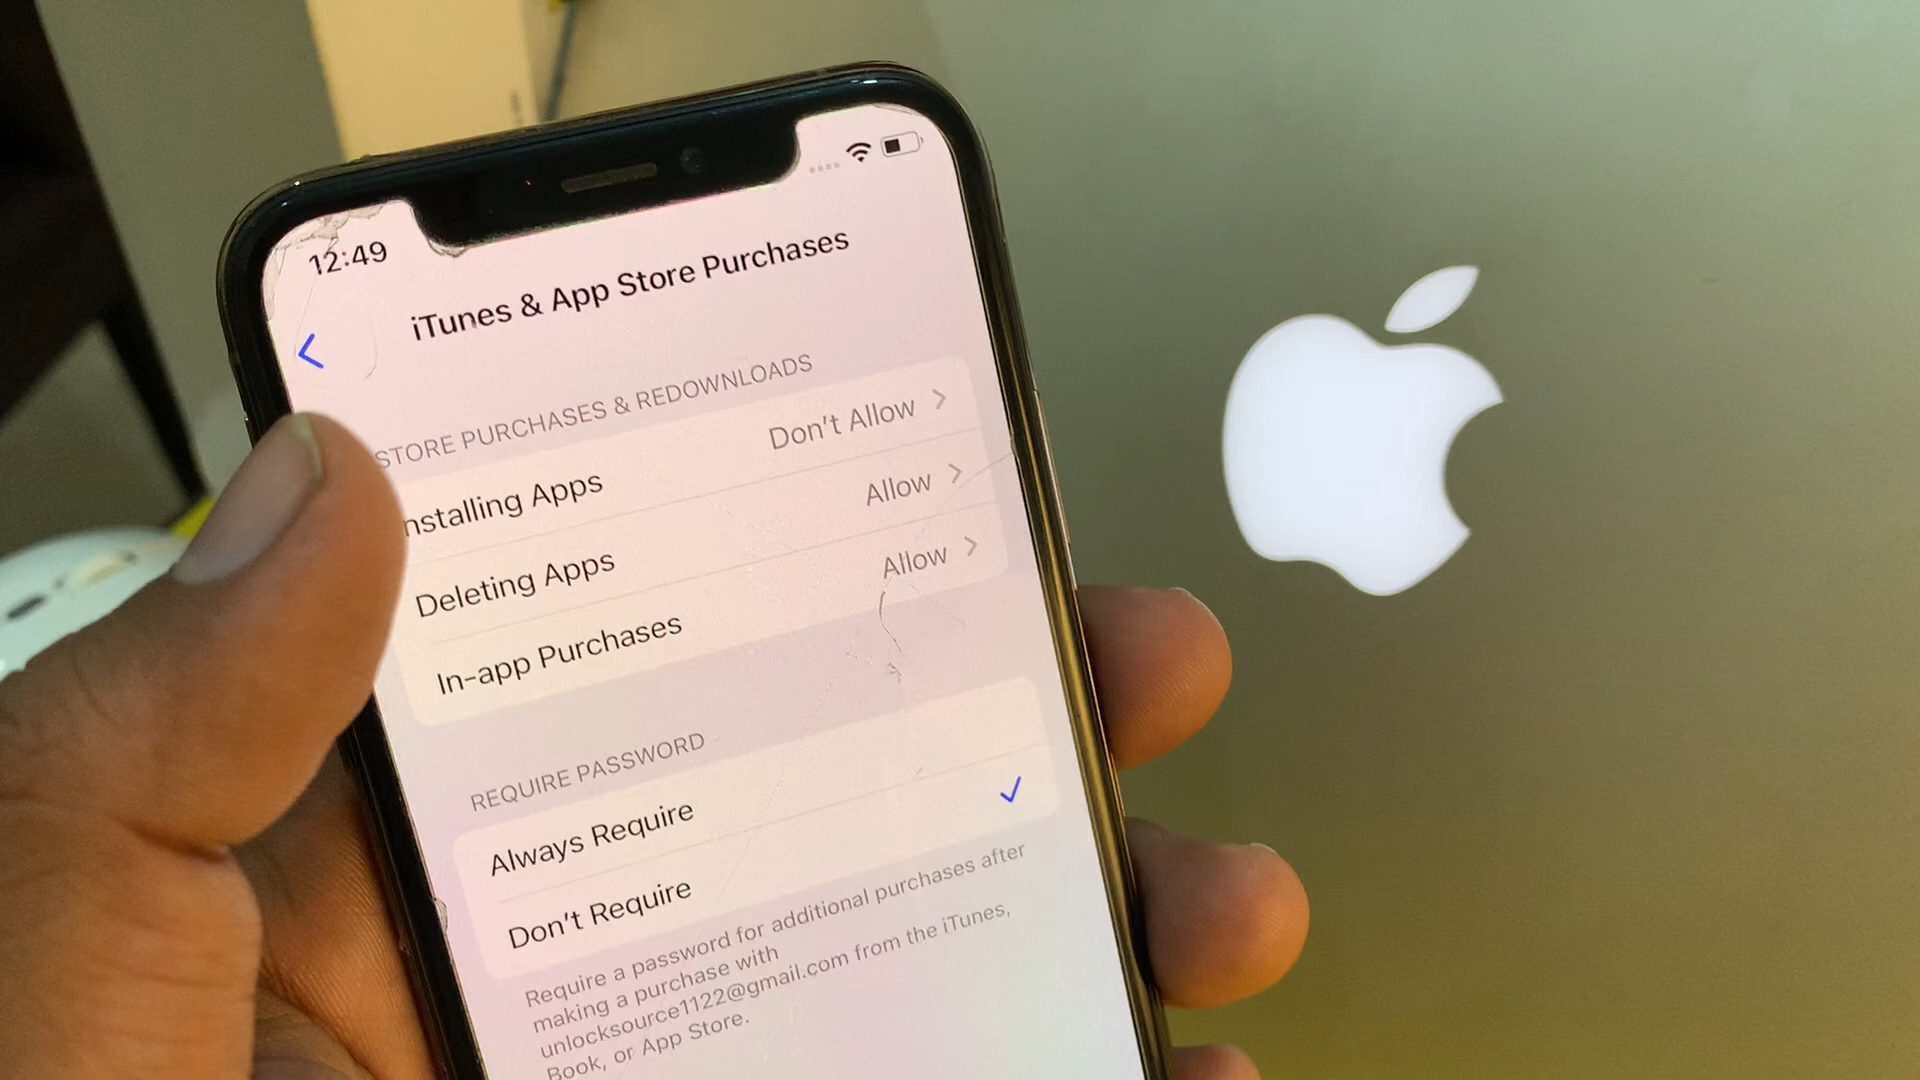 12:49
iTunes & App Store Purchases
STORE PURCHASES & REDOWNLOADS
nstalling Apps Don't Allow
Deleting Apps Allow
In-app Purchases Allow
REQUIRE PASSWORD
Always Require
Don't Require
Require a password for additional purchases after
making a purchase with
unlocksource1122@gmail.com from the iTunes,
Book, or App Store.